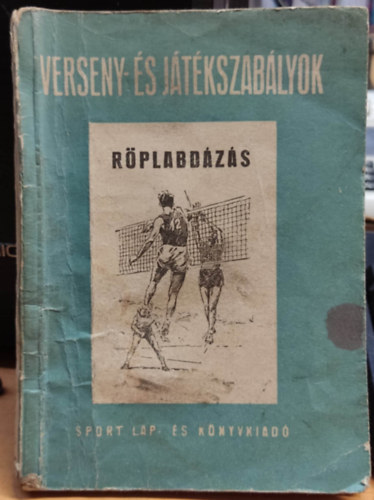 VERSENY- ÉS JÁTÉKSZABÁLYOK
RÖPLABDÁZÁS
SPORT LAP- ÉS KÖNYVKIADÓ